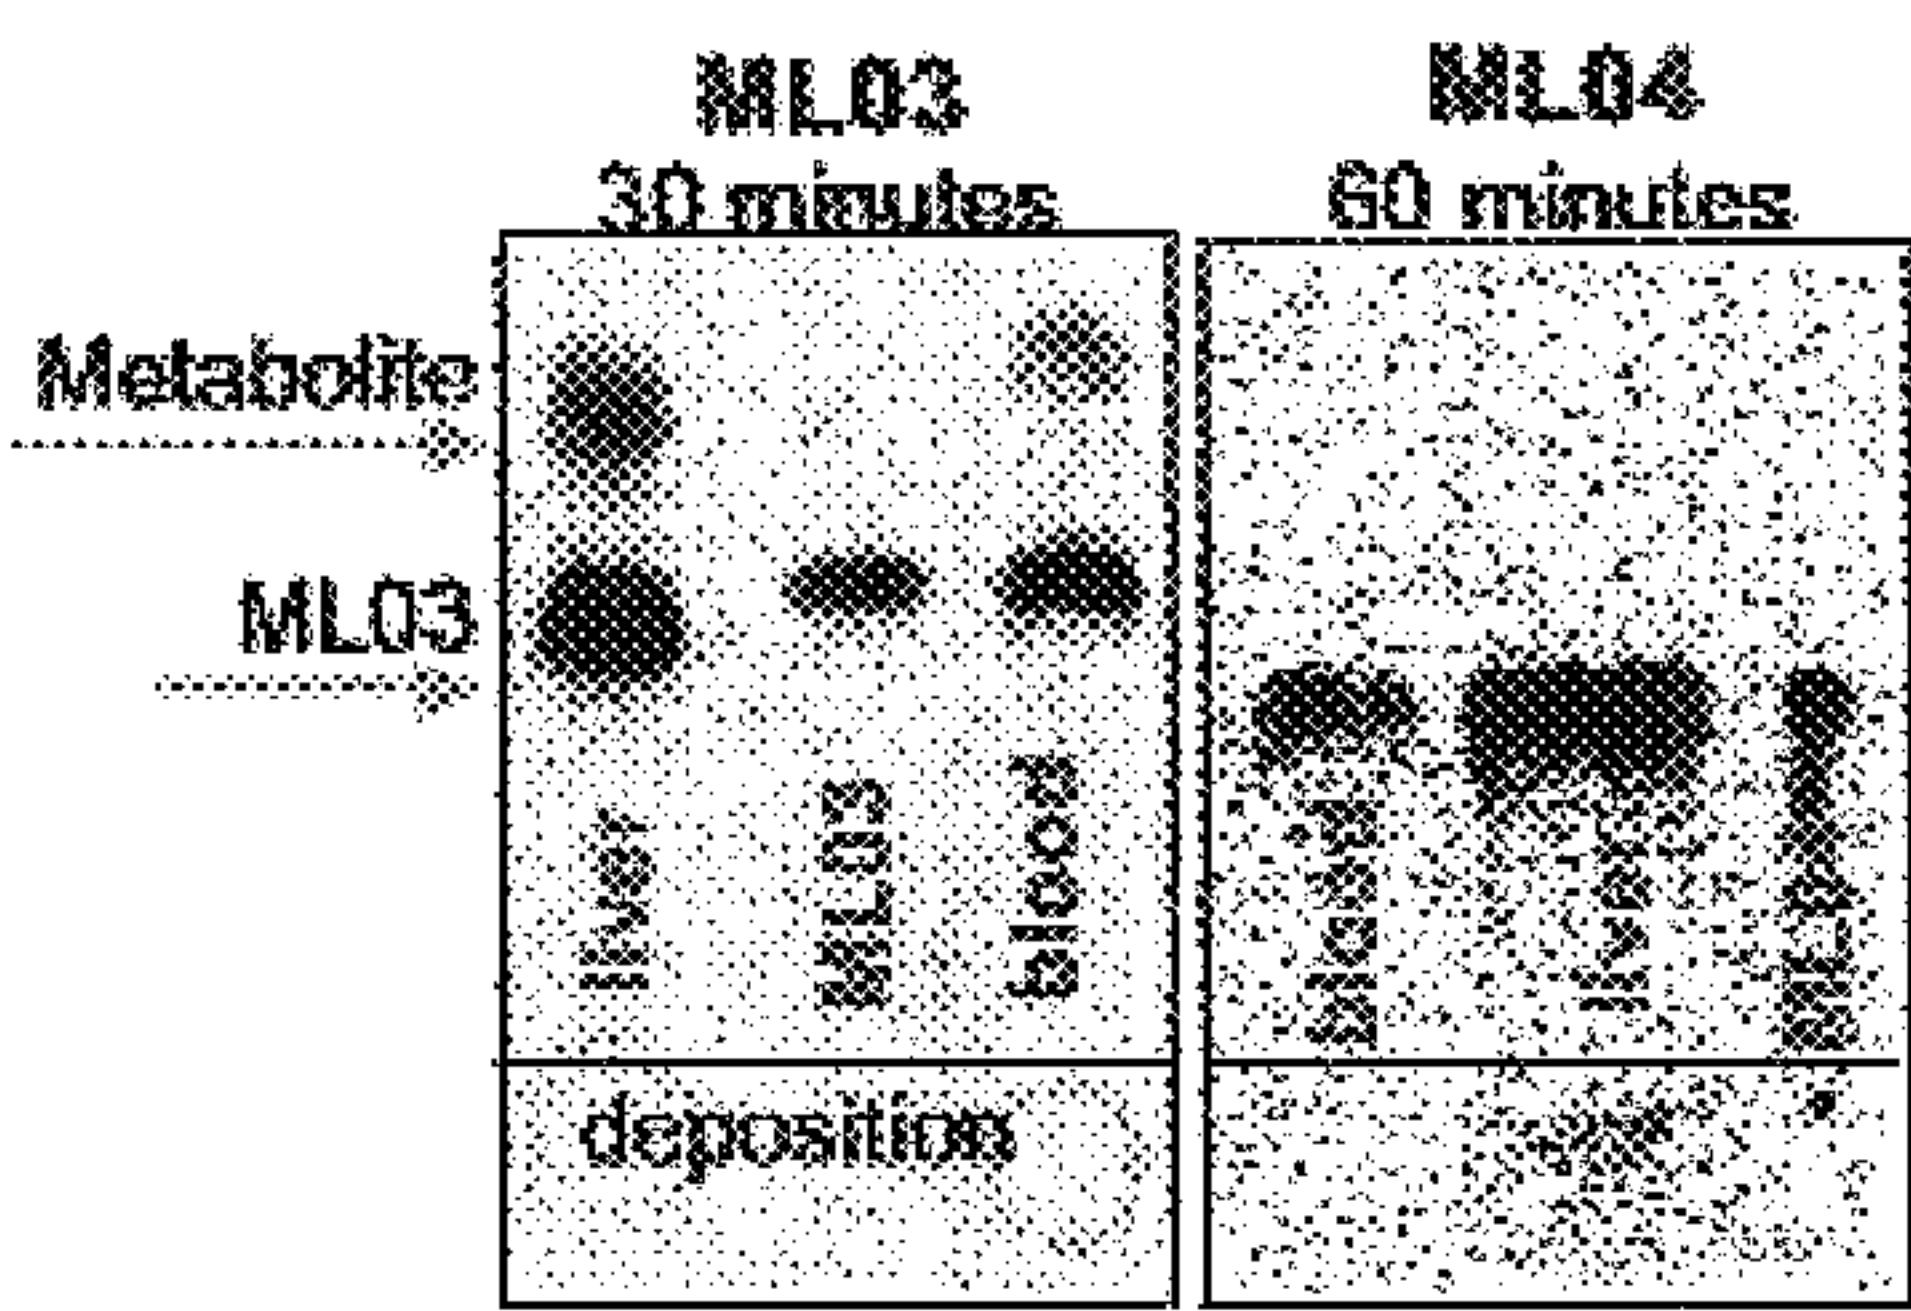 ML03
30 minutes
ML04
60 minutes
Metabolite
ML03
liver
ML03
blood
blood
liver
deposition